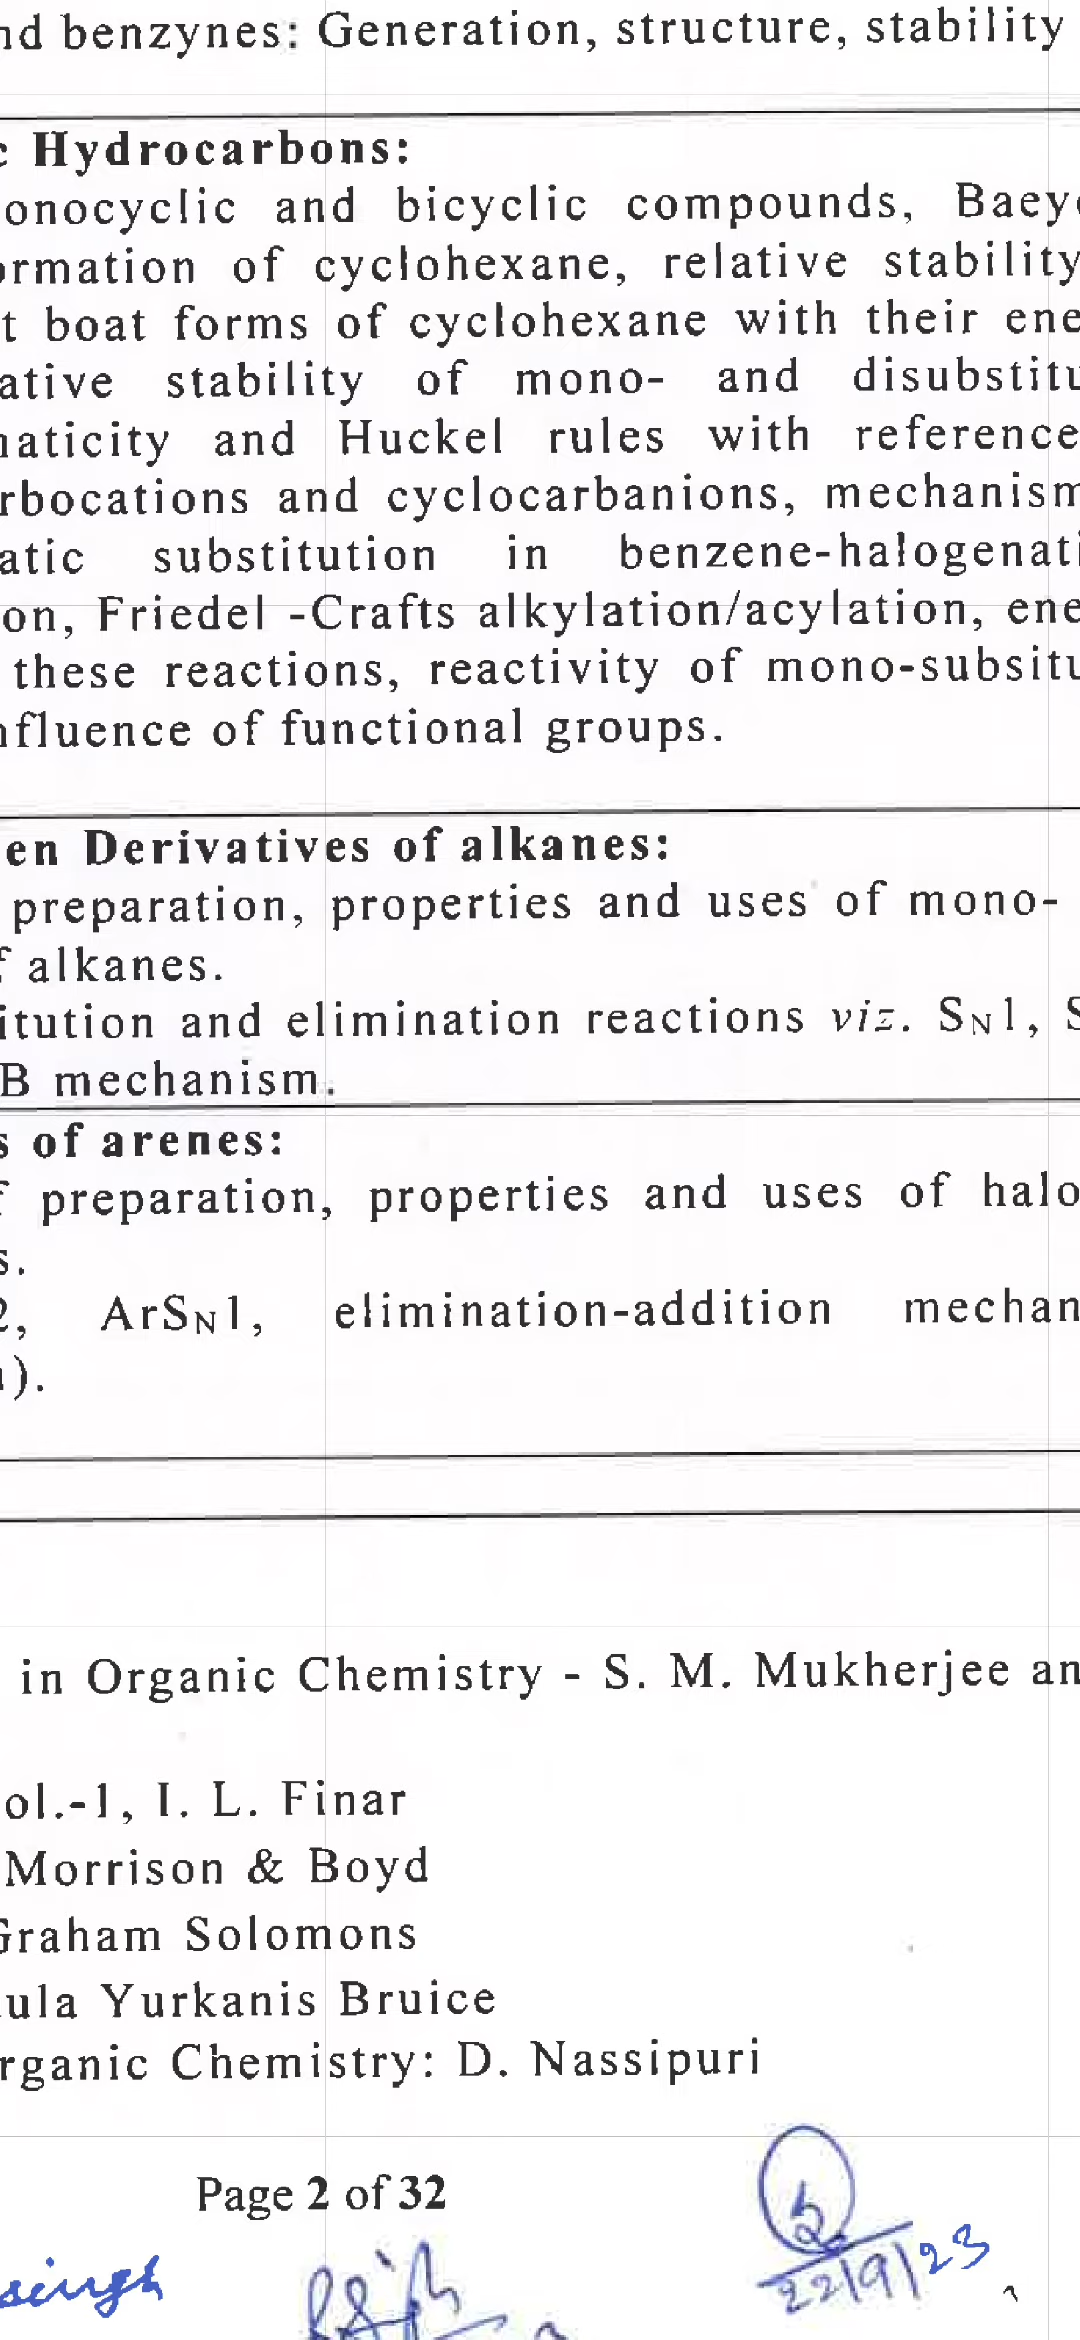 nd benzynes: Generation, structure, stability
c Hydrocarbons:
onocyclic and bicyclic compounds, Baey
ormation of cyclohexane, relative stability
t boat forms of cyclohexane with their ene
ative stability of mono- and disubstitu
naticity and Huckel rules with reference
rbocations and cyclocarbanions, mechanism
atic substitution in benzene-halogenati
on, Friedel -Crafts alkylation/acylation, ene
these reactions, reactivity of mono-subsitu
nfluence of functional groups.
en Derivatives of alkanes:
preparation, properties and uses of mono-
f alkanes.
itution and elimination reactions viz. SN1, S
B mechanism.
s of arenes:
f preparation, properties and uses of halo
s.
2, ArSN1, elimination-addition mechan
).
in Organic Chemistry - S. M. Mukherjee an
ol.-1, I. L. Finar
Morrison & Boyd
Graham Solomons
ula Yurkanis Bruice
rganic Chemistry: D. Nassipuri
Page 2 of 32
singh
22/9/23